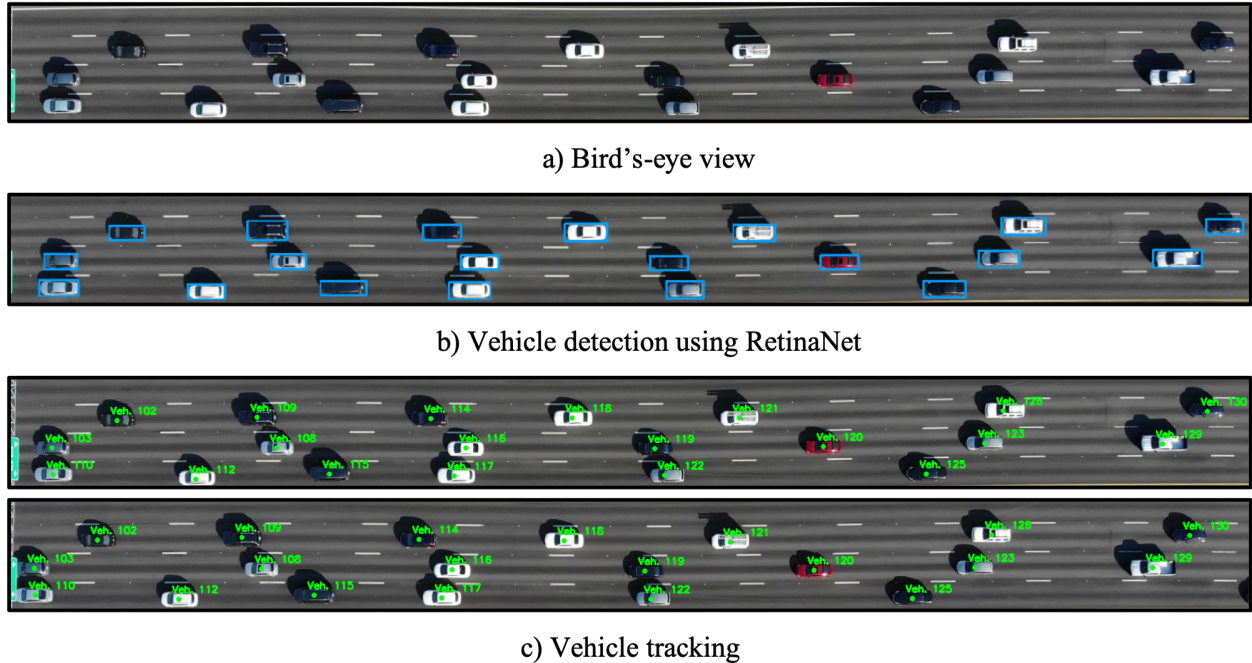 a) Bird's-eye view
b) Vehicle detection using RetinaNet
Veh. 102
Veh. 109
Veh. 114
Veh. 118
Veh. 121
Veh. 126
Veh. 130
Veh. 103
Veh. 108
Veh. 116
Veh. 119
Veh. 120
Veh. 123
Veh. 129
Veh. 110
Veh. 112
Veh. 115
Veh. 117
Veh. 122
Veh. 125
Veh. 102
Veh. 109
Veh. 114
Veh. 118
Veh. 121
Veh. 126
Veh. 130
Veh. 103
Veh. 108
Veh. 116
Veh. 119
Veh. 120
Veh. 123
Veh. 129
Veh. 110
Veh. 112
Veh. 115
Veh. 117
Veh. 122
Veh. 125
c) Vehicle tracking